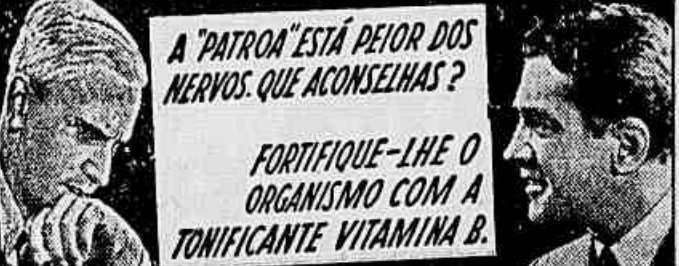 A "PATROA" ESTÁ PEIOR DOS
NERVOS. QUE ACONSELHAS?
FORTIFIQUE-LHE O
ORGANISMO COM A
TONIFICANTE VITAMINA B.